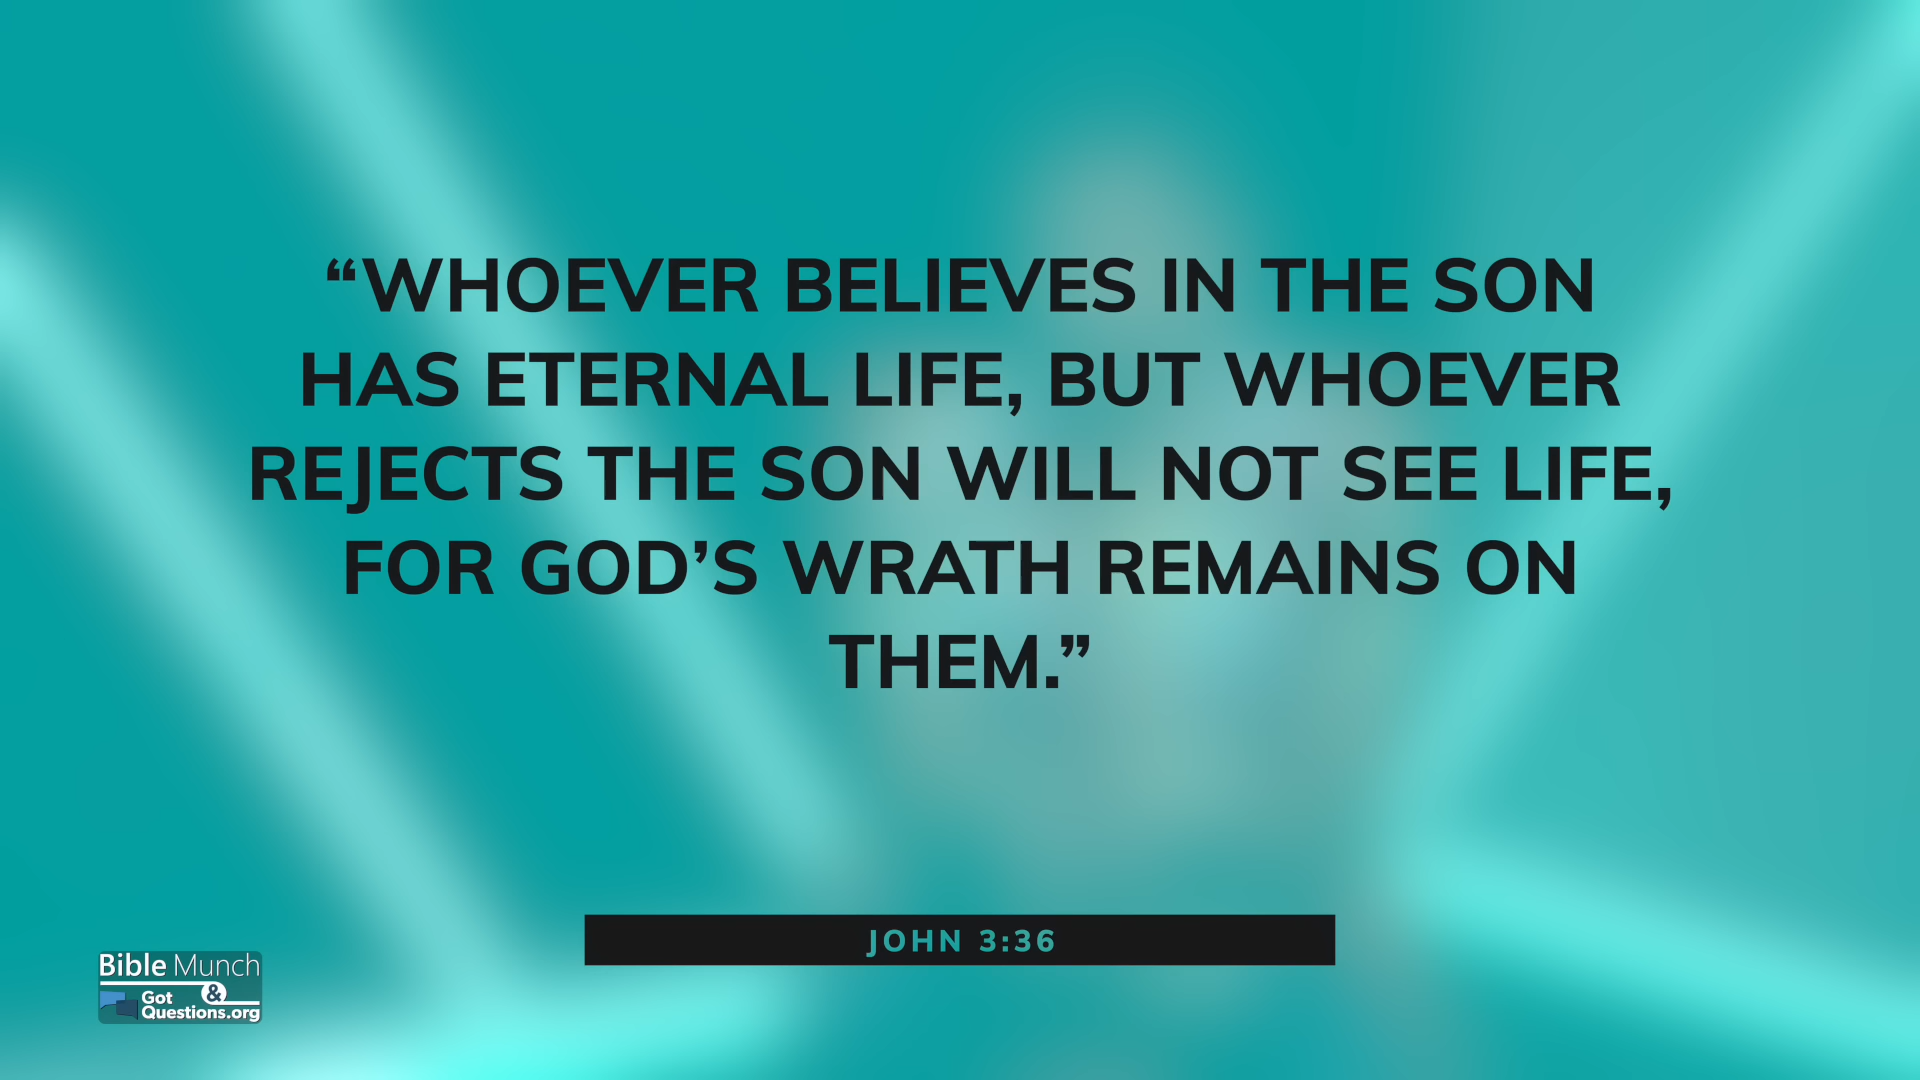 “WHOEVER BELIEVES IN THE SON
HAS ETERNAL LIFE, BUT WHOEVER
REJECTS THE SON WILL NOT SEE LIFE,
FOR GOD’S WRATH REMAINS ON
THEM.”
JOHN 3:36
Bible Munch
&
Got
Questions.org